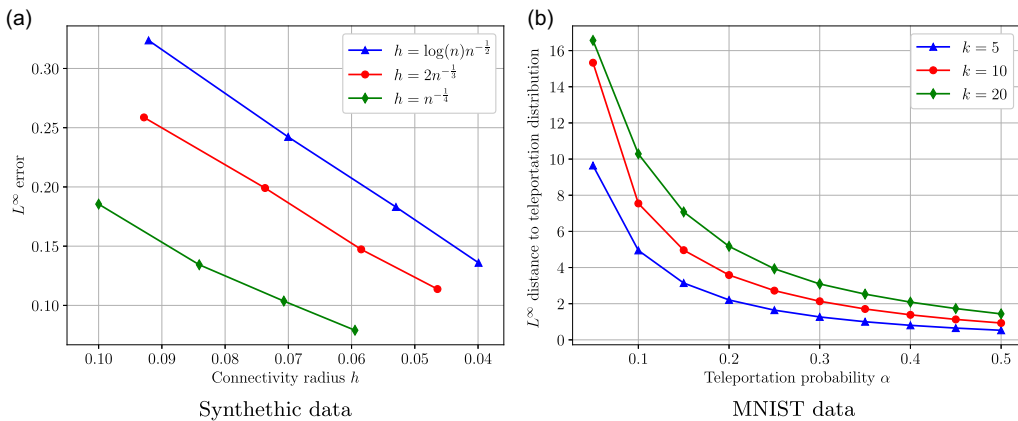 (a)
0.30
0.25
0.20
0.15
0.10
L∞ error
h = log(n)n^{-1/2}
h = 2n^{-1/3}
h = n^{-1/4}
0.10 0.09 0.08 0.07 0.06 0.05 0.04
Connectivity radius h
Synthethic data
(b)
16
14
12
10
8
6
4
2
0
L∞ distance to teleportation distribution
k = 5
k = 10
k = 20
0.1 0.2 0.3 0.4 0.5
Teleportation probability α
MNIST data